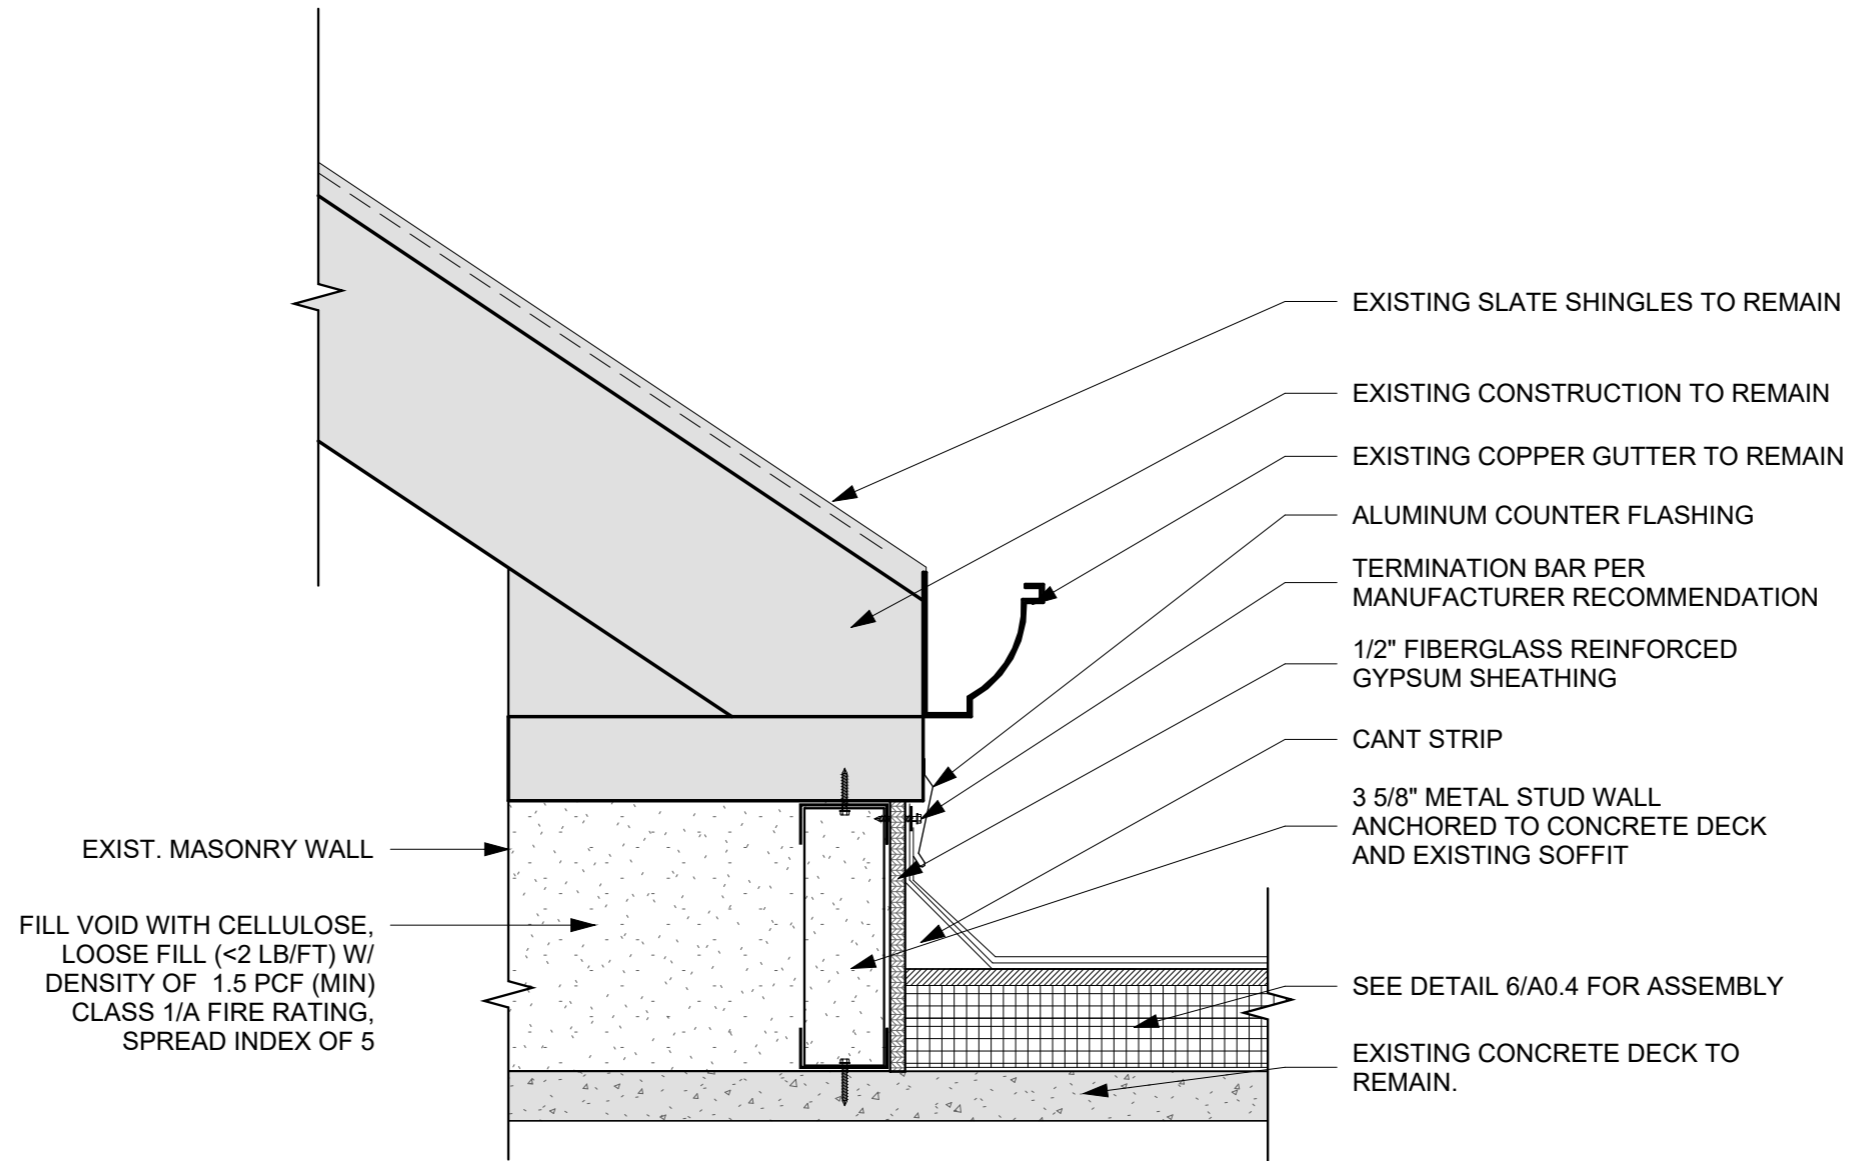 EXISTING SLATE SHINGLES TO REMAIN
EXISTING CONSTRUCTION TO REMAIN
EXISTING COPPER GUTTER TO REMAIN
ALUMINUM COUNTER FLASHING
TERMINATION BAR PER
MANUFACTURER RECOMMENDATION
1/2" FIBERGLASS REINFORCED
GYPSUM SHEATHING
CANT STRIP
3 5/8" METAL STUD WALL
ANCHORED TO CONCRETE DECK
AND EXISTING SOFFIT
SEE DETAIL 6/A0.4 FOR ASSEMBLY
EXISTING CONCRETE DECK TO
REMAIN.
EXIST. MASONRY WALL
FILL VOID WITH CELLULOSE,
LOOSE FILL (<2 LB/FT) W/
DENSITY OF 1.5 PCF (MIN)
CLASS 1/A FIRE RATING,
SPREAD INDEX OF 5